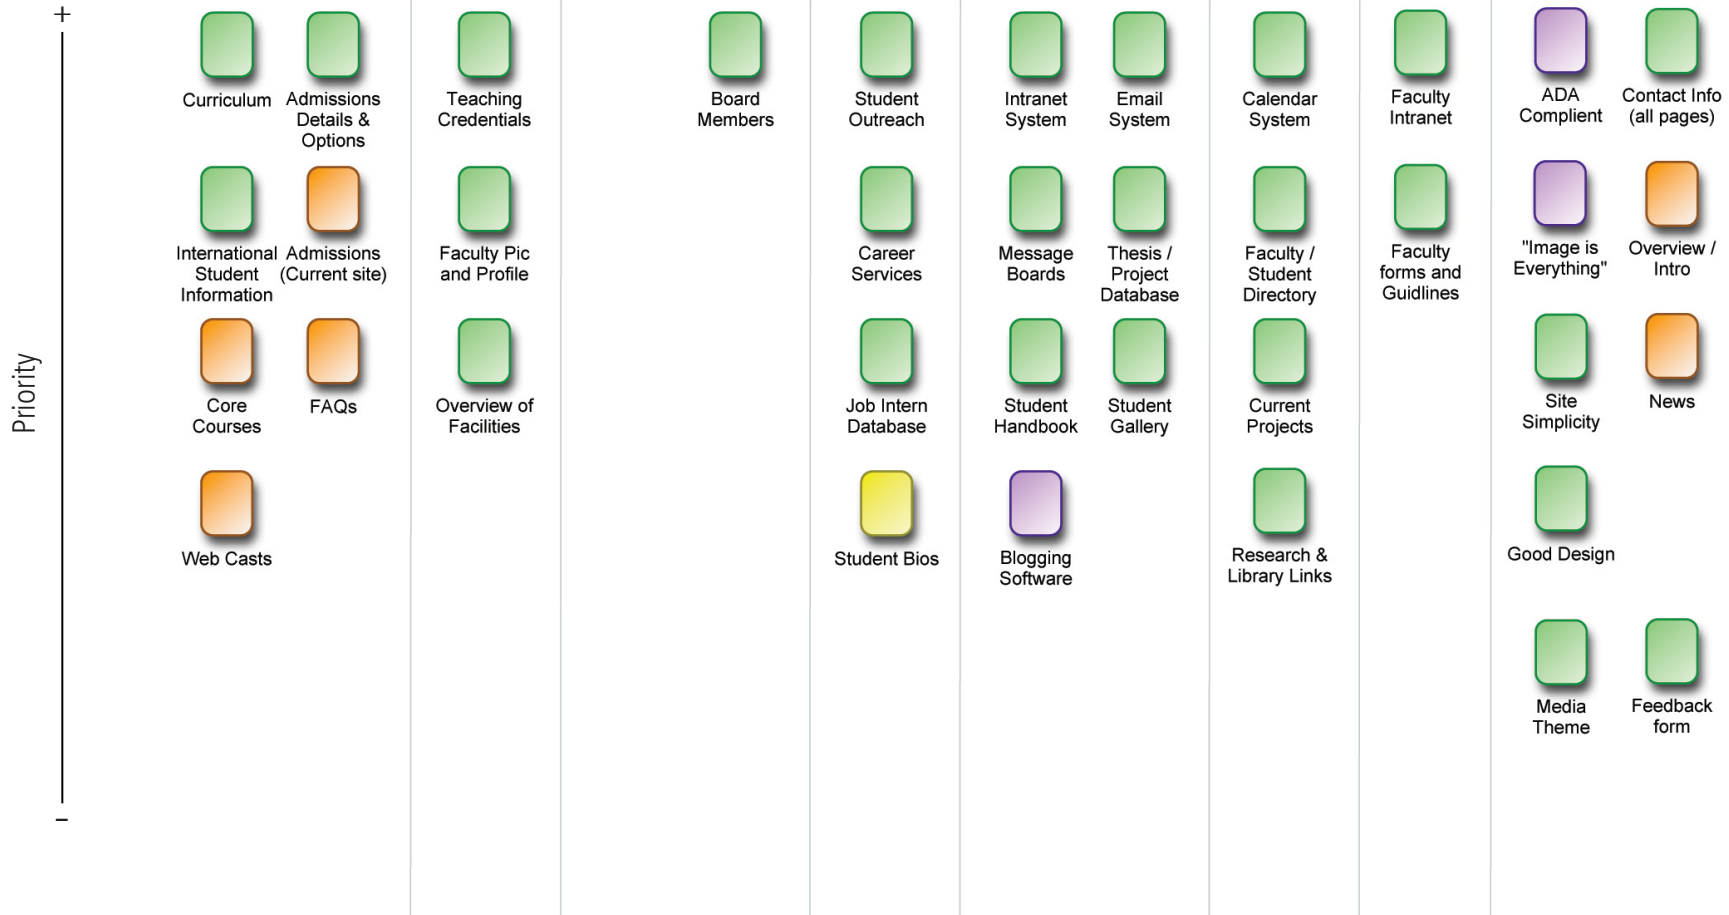 +
Priority
–
Curriculum
Admissions
Details &
Options
Teaching
Credentials
Board
Members
Student
Outreach
Intranet
System
Email
System
Calendar
System
Faculty
Intranet
ADA
Complient
Contact Info
(all pages)
International
Student
Information
Admissions
(Current site)
Faculty Pic
and Profile
Career
Services
Message
Boards
Thesis /
Project
Database
Faculty /
Student
Directory
Faculty
forms and
Guidlines
"Image is
Everything"
Overview /
Intro
Core
Courses
FAQs
Overview of
Facilities
Job Intern
Database
Student
Handbook
Student
Gallery
Current
Projects
Site
Simplicity
News
Web Casts
Student Bios
Blogging
Software
Research &
Library Links
Good Design
Media
Theme
Feedback
form